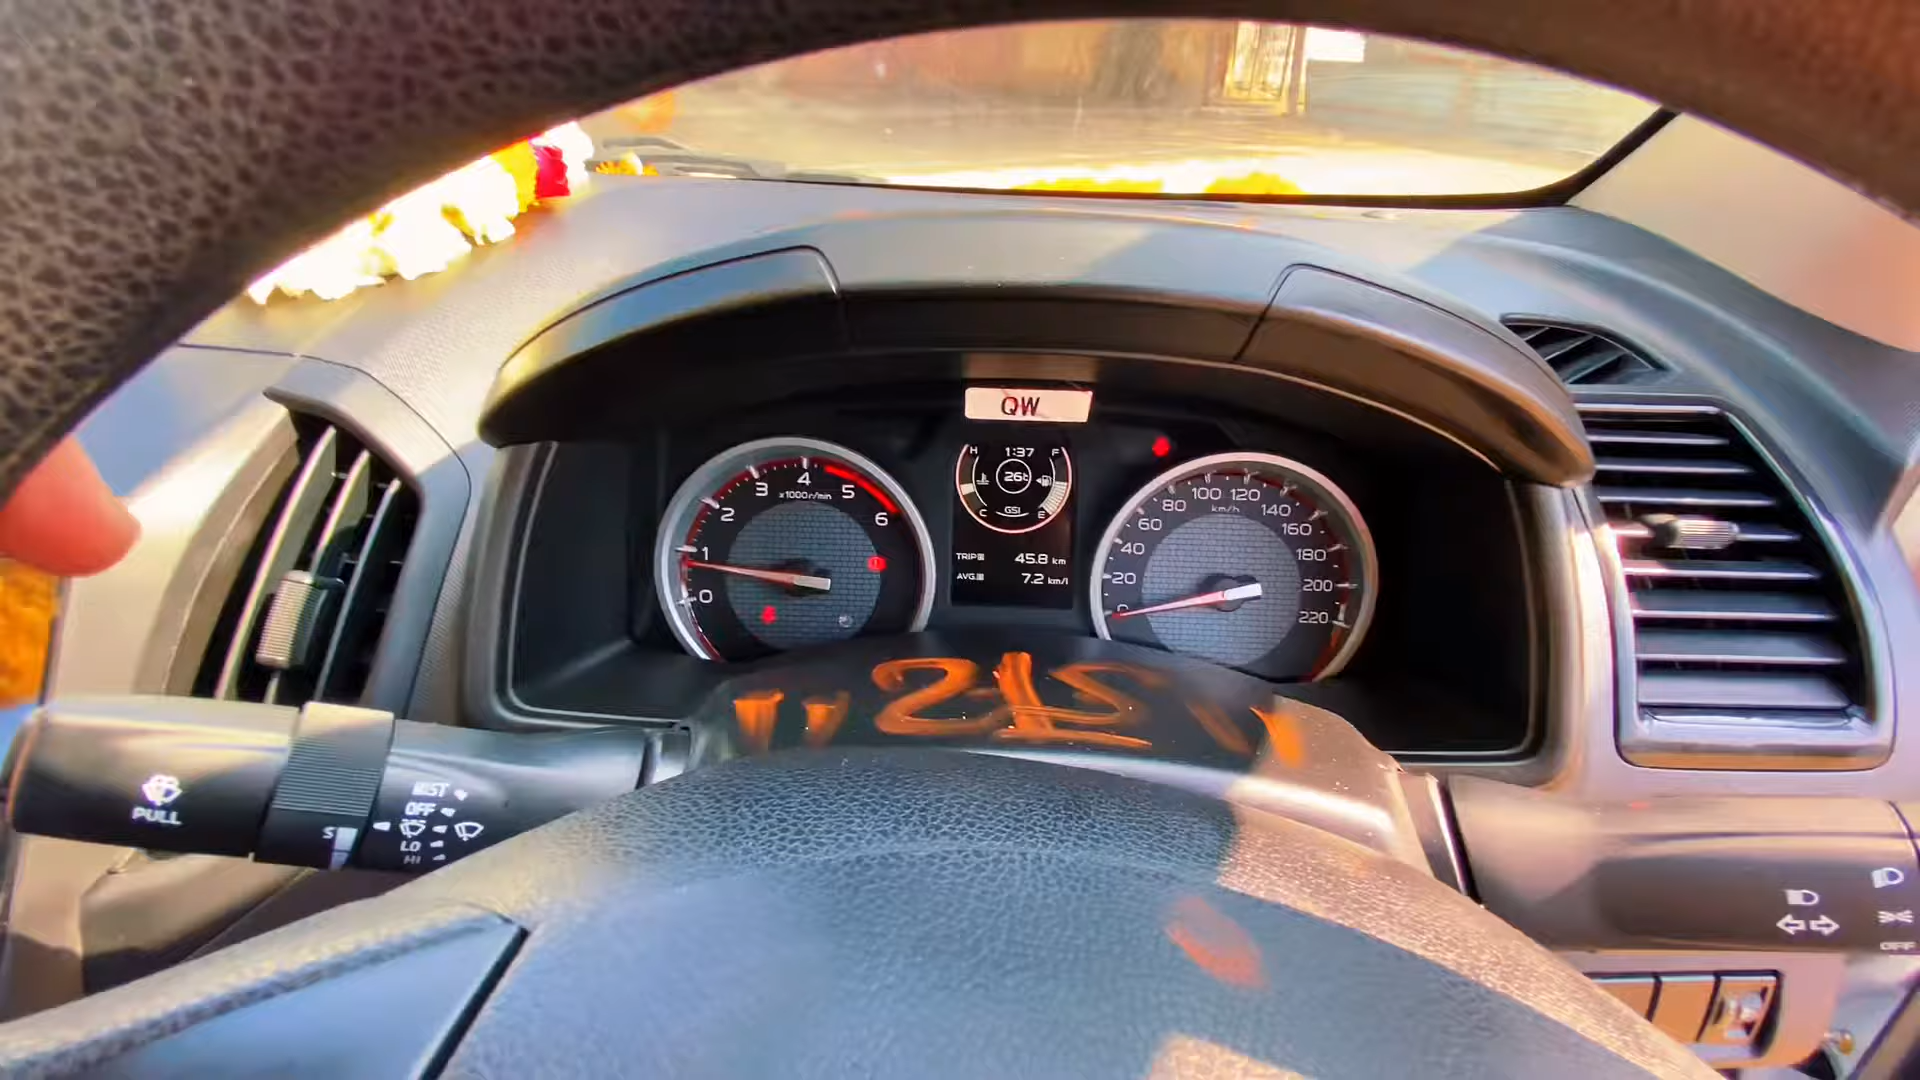 QW
H 1:37 F
26
C GSI E
0 1 2 3 4 5 6
x1000r/min
0 20 40 60 80 100 120 140 160 180 200 220
km/h
TRIP 45.8 km
AVG. 7.2 km/l
PULL
MIST
OFF
S
LO
HI
OFF